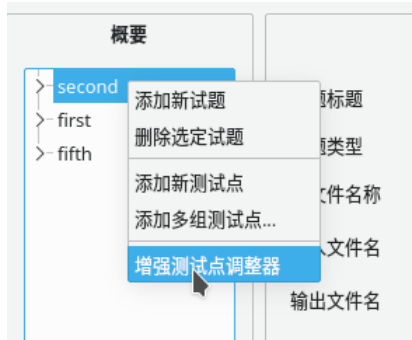 概要
second
first
fifth
添加新试题
删除选定试题
添加新测试点
添加多组测试点...
增强测试点调整器
题标题
题类型
文件名称
入文件名
输出文件名